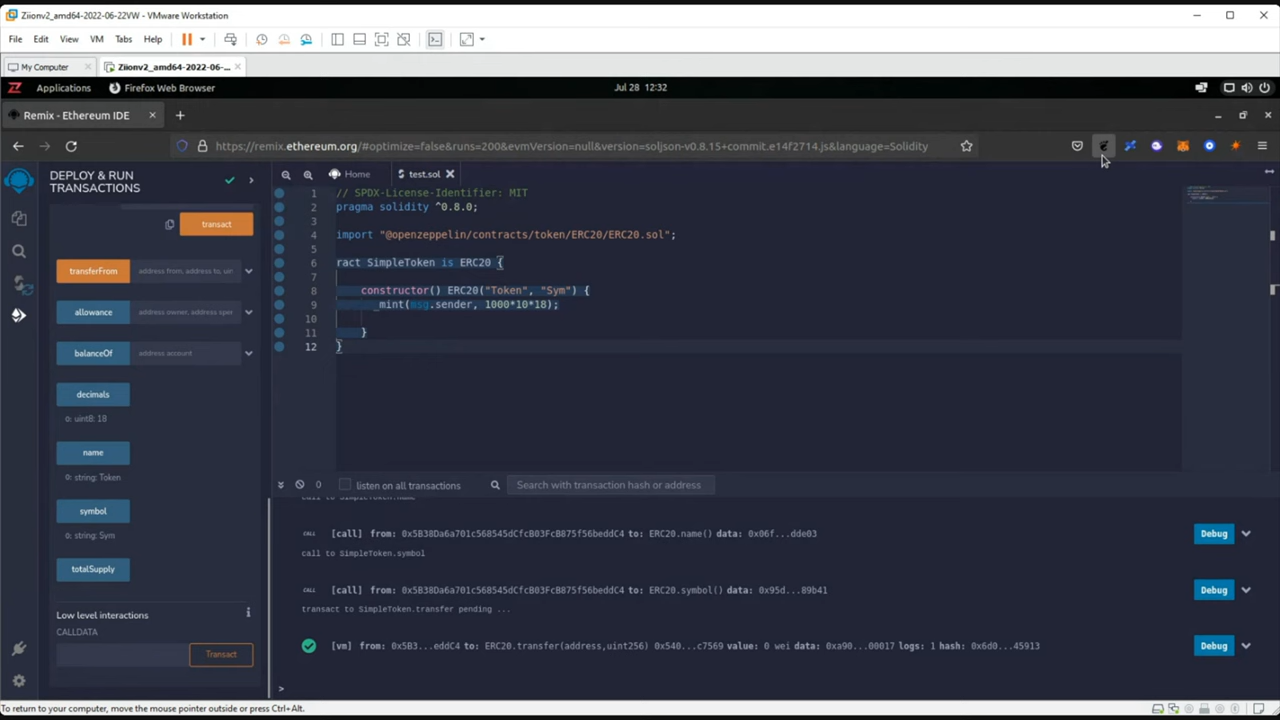 Ziionv2_amd64-2022-06-22VW - VMware Workstation
File Edit View VM Tabs Help
My Computer Ziionv2_amd64-2022-06-...
Applications Firefox Web Browser Jul 28 12:32
Remix - Ethereum IDE
https://remix.ethereum.org/#optimize=false&runs=200&evmVersion=null&version=soljson-v0.8.15+commit.e14f2714.js&language=Solidity
DEPLOY & RUN
TRANSACTIONS
transact
transferFrom address from, address to, uin
allowance address owner, address sper
balanceOf address account
decimals
0: uint8: 18
name
0: string: Token
symbol
0: string: Sym
totalSupply
Low level interactions
CALLDATA
Transact
Home test.sol
1 // SPDX-License-Identifier: MIT
2 pragma solidity ^0.8.0;
3
4 import "@openzeppelin/contracts/token/ERC20/ERC20.sol";
5
6 ract SimpleToken is ERC20 {
7
8 constructor() ERC20("Token", "Sym") {
9 _mint(msg.sender, 1000*10*18);
10
11 }
12 }
0 listen on all transactions Search with transaction hash or address
call to SimpleToken.name
CALL [call] from: 0x5B38Da6a701c568545dCfcB03FcB875f56beddC4 to: ERC20.name() data: 0x06f...dde03 Debug
call to SimpleToken.symbol
CALL [call] from: 0x5B38Da6a701c568545dCfcB03FcB875f56beddC4 to: ERC20.symbol() data: 0x95d...89b41 Debug
transact to SimpleToken.transfer pending ...
[vm] from: 0x5B3...eddC4 to: ERC20.transfer(address,uint256) 0x540...c7569 value: 0 wei data: 0xa90...00017 logs: 1 hash: 0x6d0...45913 Debug
>
To return to your computer, move the mouse pointer outside or press Ctrl+Alt.